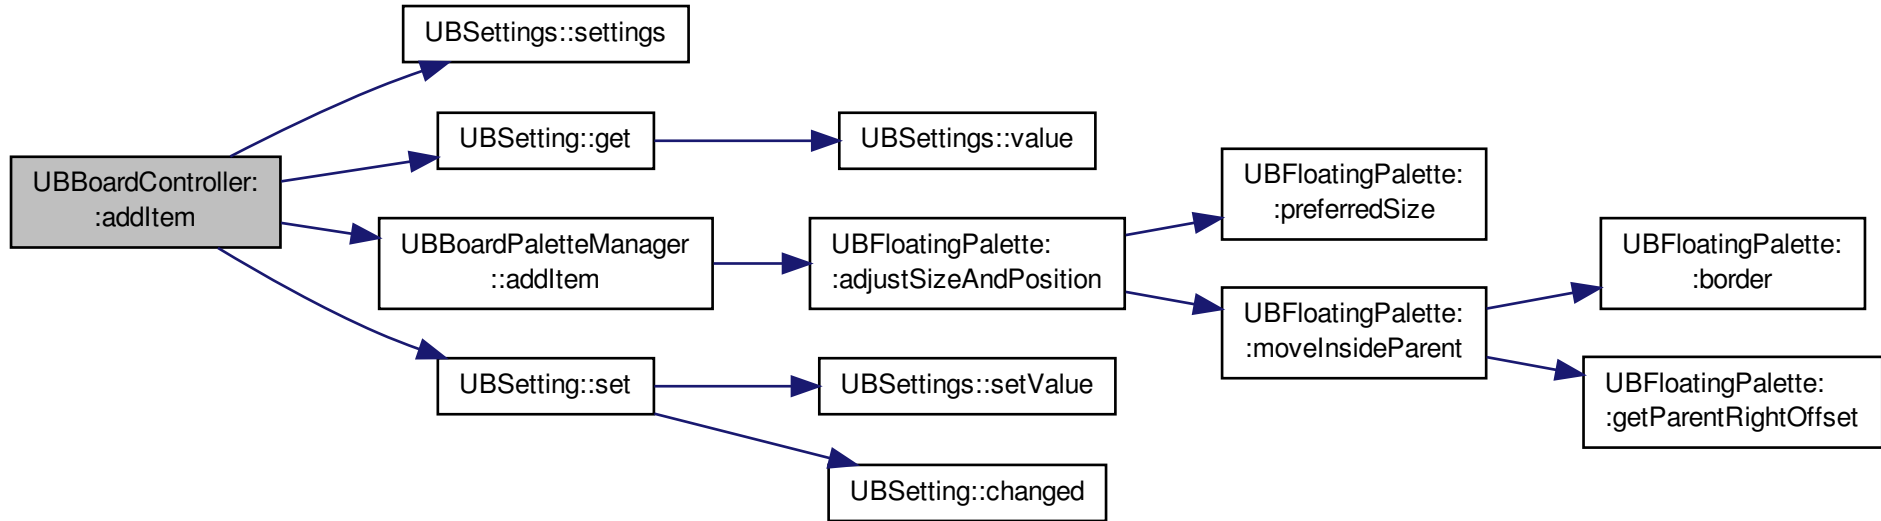 UBBoardController:
:addItem
UBSettings::settings
UBSetting::get
UBSettings::value
UBBoardPaletteManager
::addItem
UBFloatingPalette:
:adjustSizeAndPosition
UBFloatingPalette:
:preferredSize
UBFloatingPalette:
:moveInsideParent
UBFloatingPalette:
:border
UBFloatingPalette:
:getParentRightOffset
UBSetting::set
UBSettings::setValue
UBSetting::changed